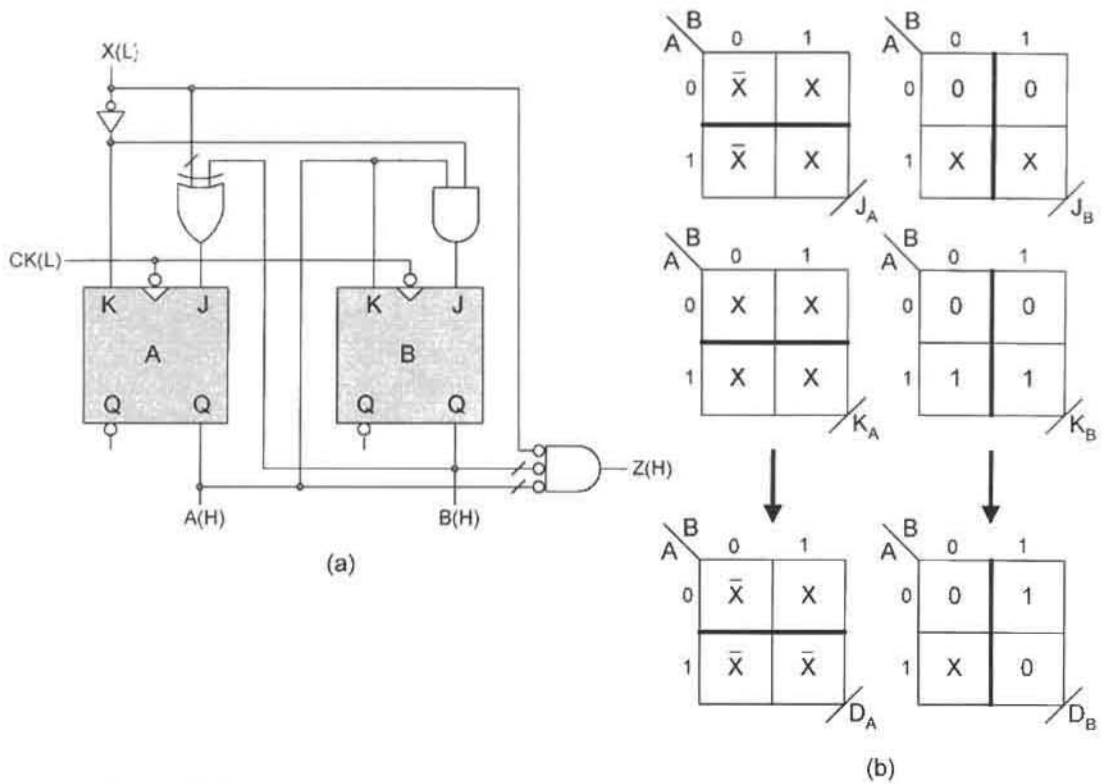 X(L)
CK(L)
K J
A
Q Q
K J
B
Q Q
Z(H)
A(H)
B(H)
(a)
B
A
0 1
0 X̄ X
1 X̄ X
J_A
B
A
0 1
0 0 0
1 X X
J_B
B
A
0 X X
1 X X
K_A
B
A
0 1
0 0 0
1 1 1
K_B
B
A
0 1
0 X̄ X
1 X̄ X̄
D_A
B
A
0 1
0 0 1
1 X 0
D_B
(b)